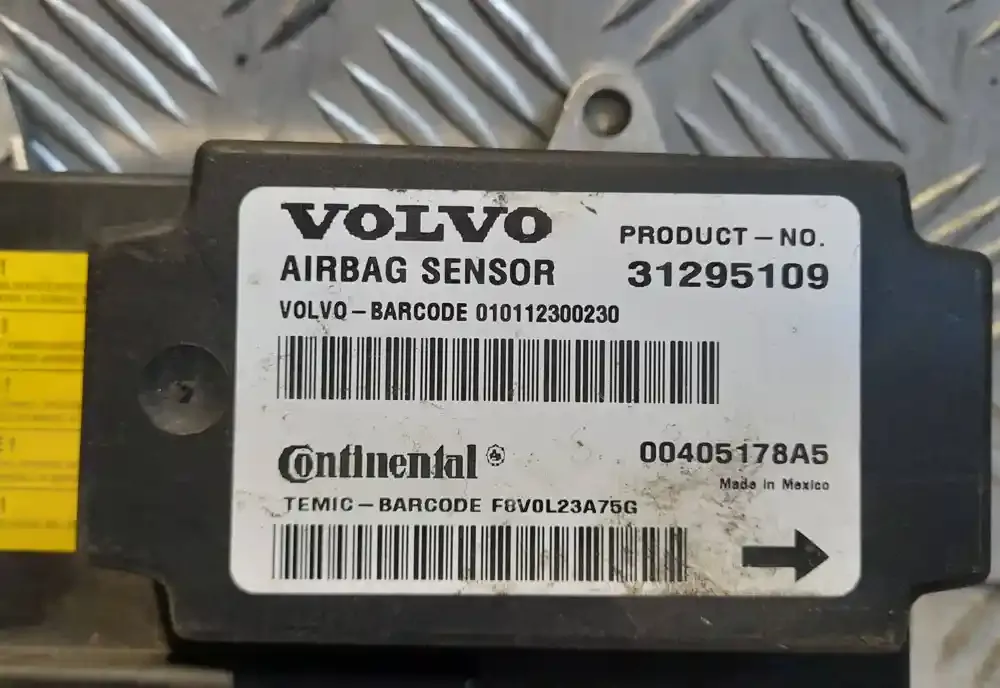 VOLVO
PRODUCT – NO.
AIRBAG SENSOR
31295109
VOLVO – BARCODE 010112300230
Continental
00405178A5
Made in Mexico
TEMIC – BARCODE F8V0L23A75G